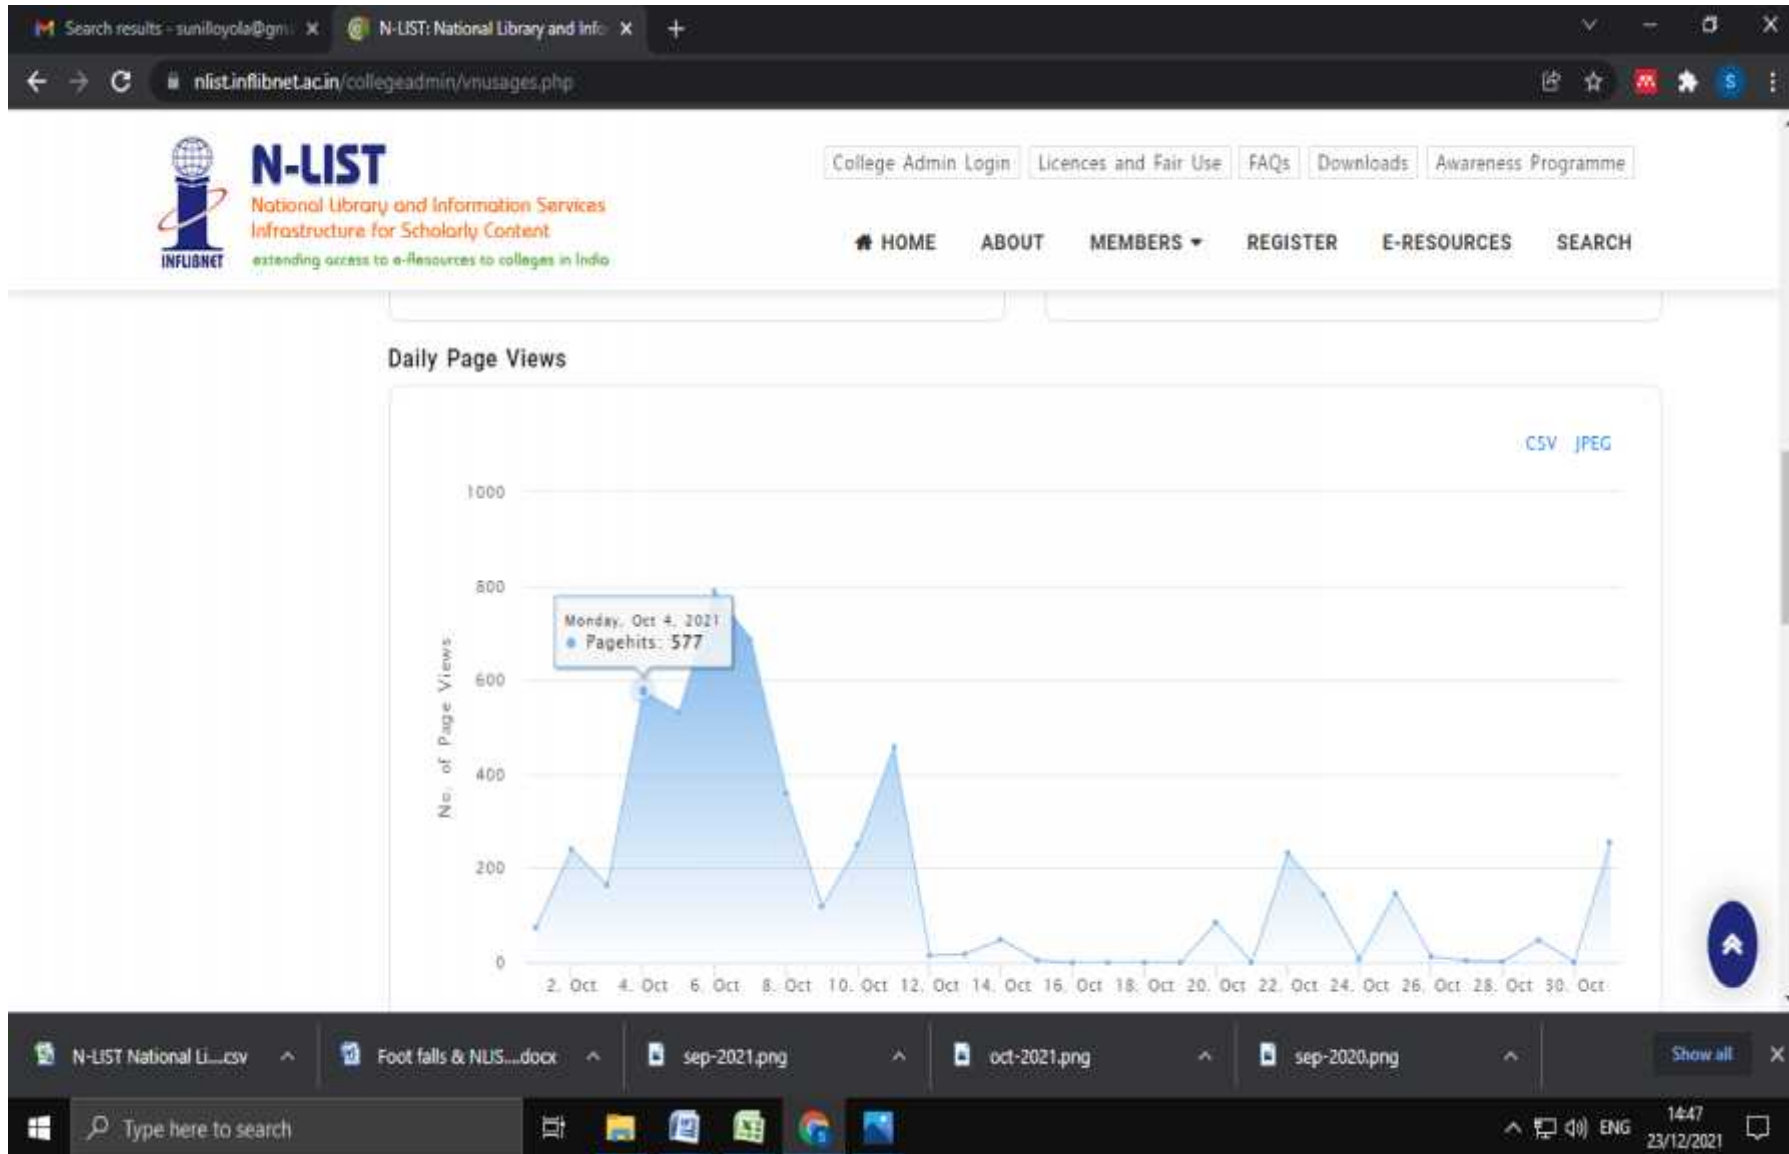 Search results - sunilloyola@gm
N-LIST: National Library and Info
nlist.inflibnet.ac.in/collegeadmin/vnusages.php
S
INFLIBNET
N-LIST
National Library and Information Services
Infrastructure for Scholarly Content
extending access to e-Resources to colleges in India
College Admin Login
Licences and Fair Use
FAQs
Downloads
Awareness Programme
HOME
ABOUT
MEMBERS
REGISTER
E-RESOURCES
SEARCH
Daily Page Views
CSV JPEG
1000
800
600
400
200
0
No. of Page Views
Monday, Oct 4, 2021
Pagehits: 577
2. Oct 4. Oct 6. Oct 8. Oct 10. Oct 12. Oct 14. Oct 16. Oct 18. Oct 20. Oct 22. Oct 24. Oct 26. Oct 28. Oct 30. Oct
N-LIST National Li....csv
Foot falls & NLIS....docx
sep-2021.png
oct-2021.png
sep-2020.png
Show all
Type here to search
ENG
14:47
23/12/2021